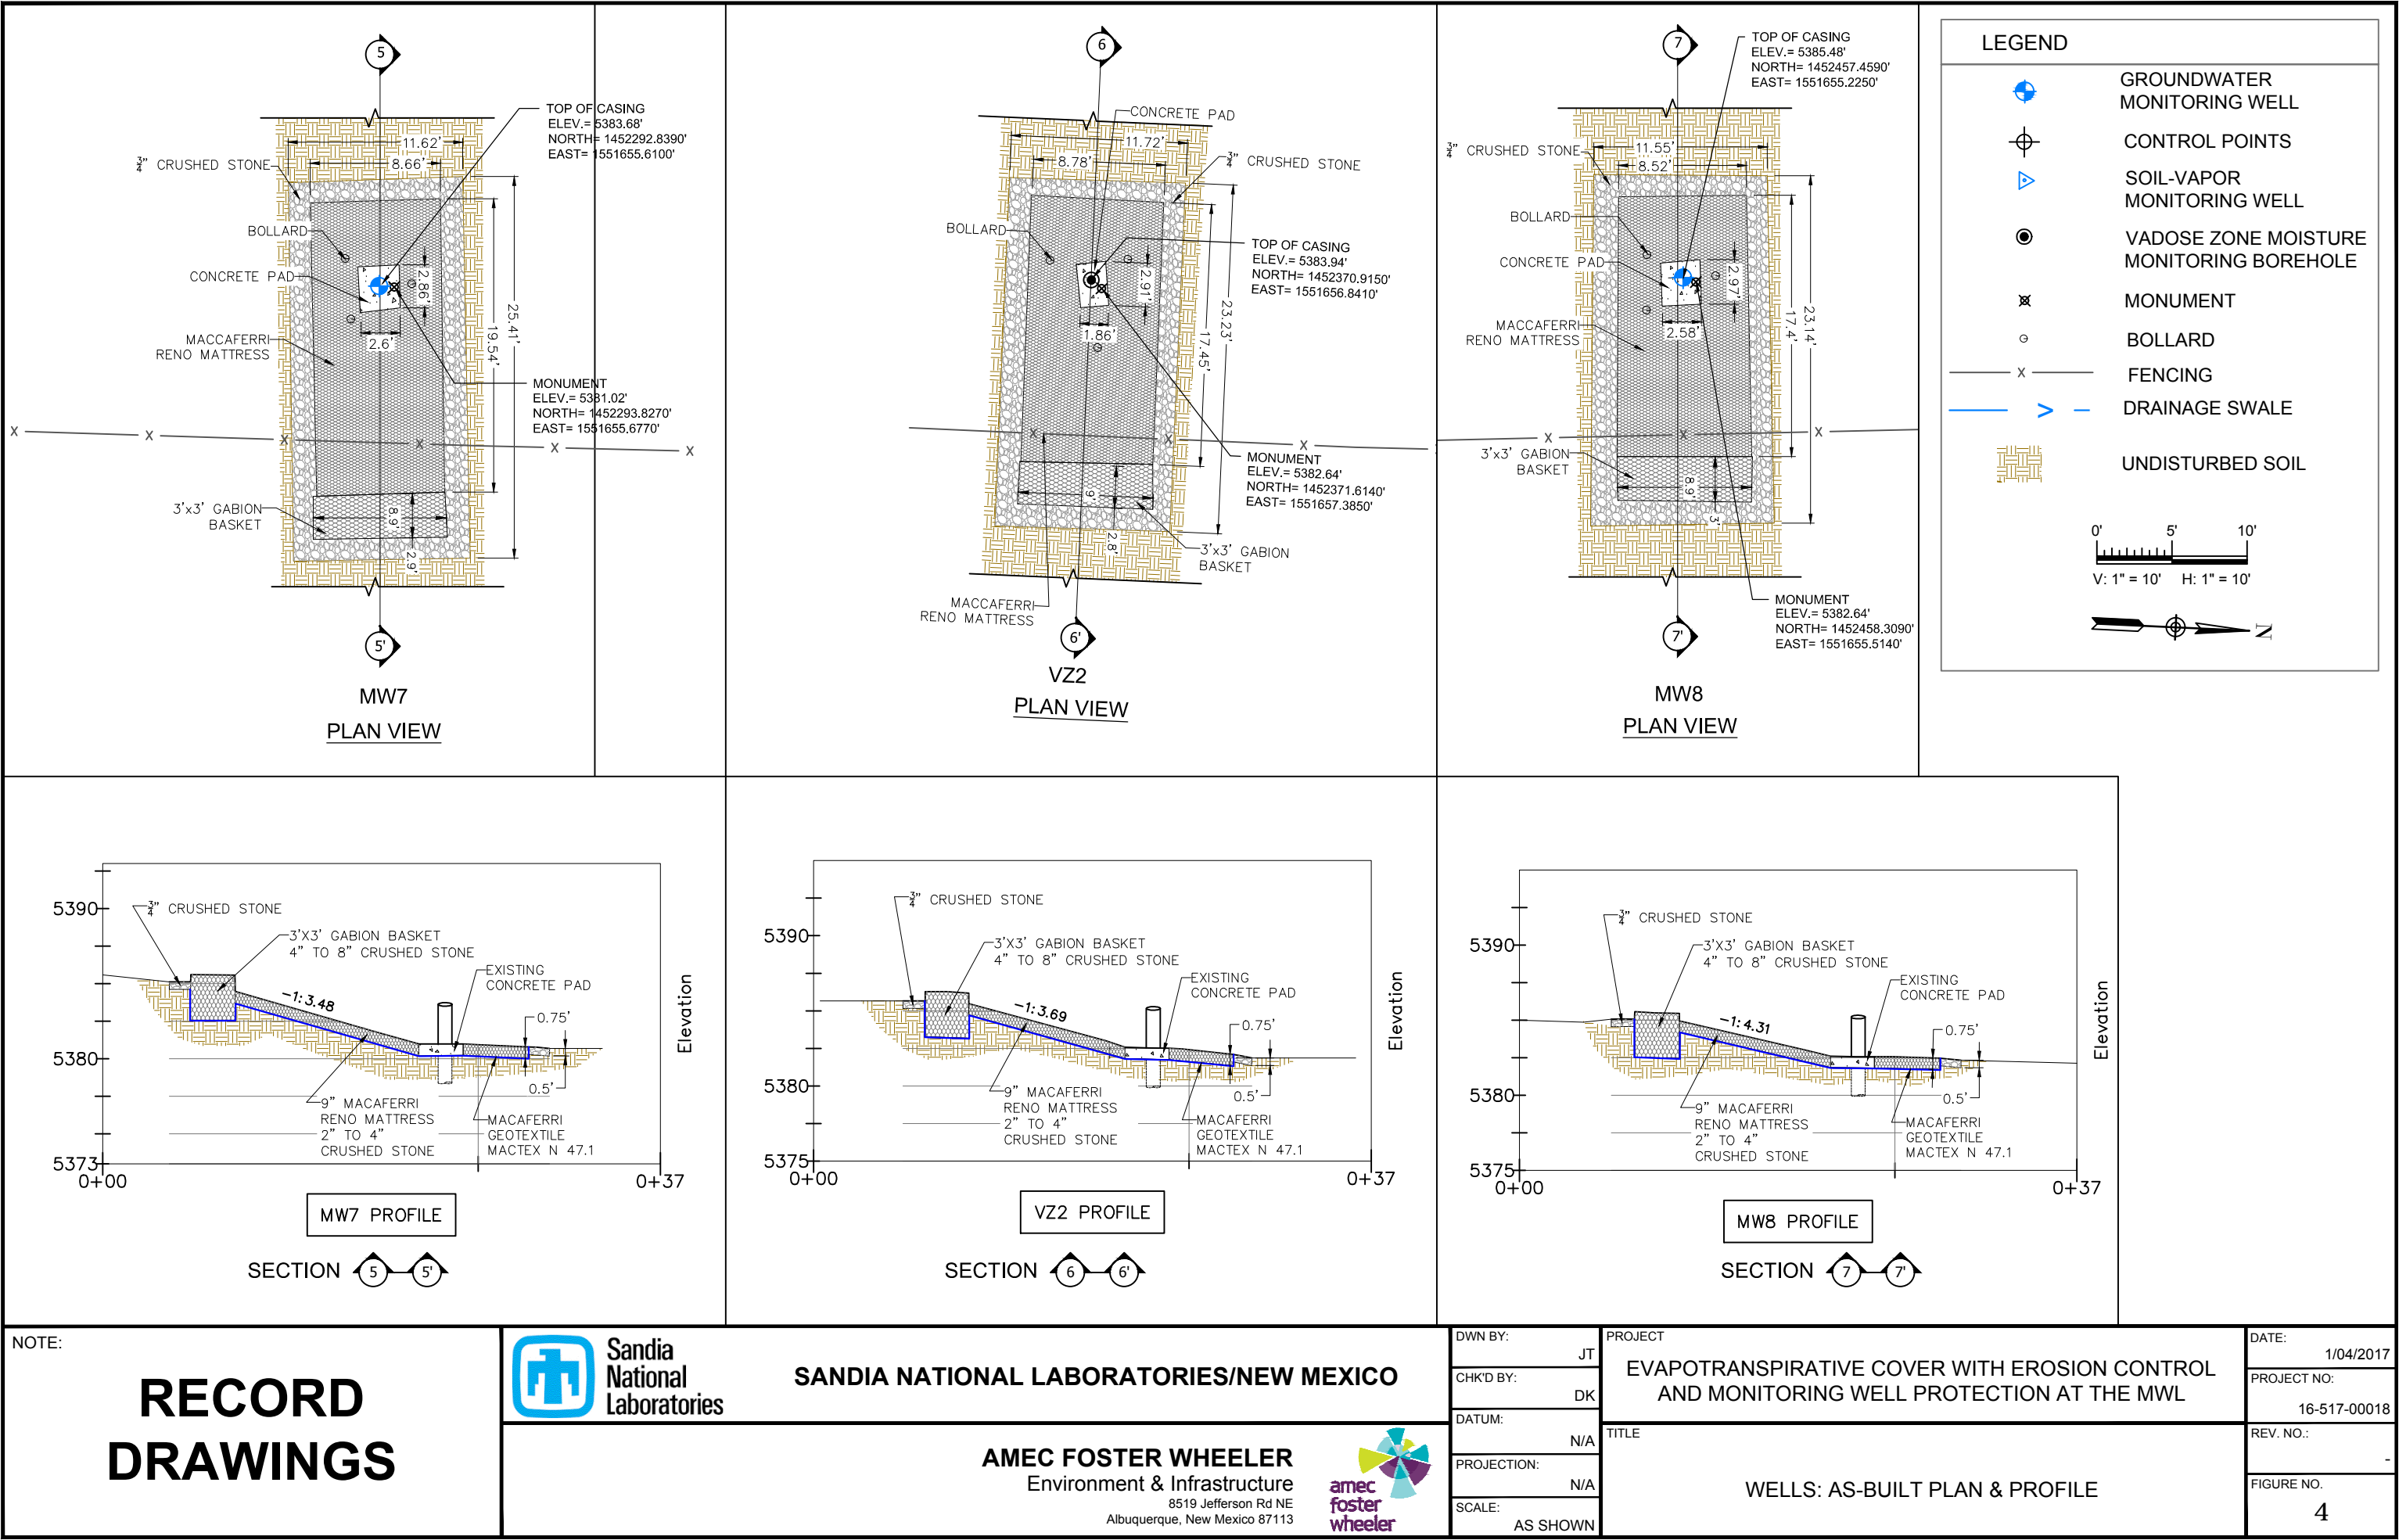 5
TOP OF CASING
ELEV.= 5383.68'
NORTH= 1452292.8390'
EAST= 1551655.6100'
11.62'
8.66'
3/4" CRUSHED STONE
BOLLARD
CONCRETE PAD
2.86'
2.6'
25.41'
19.54'
MACCAFERRI
RENO MATTRESS
MONUMENT
ELEV.= 5381.02'
NORTH= 1452293.8270'
EAST= 1551655.6770'
X X X X X X
3'x3' GABION
BASKET
8.9'
2.9'
5'
MW7
PLAN VIEW
6
CONCRETE PAD
11.72'
8.78'
3/4" CRUSHED STONE
BOLLARD
TOP OF CASING
ELEV.= 5383.94'
NORTH= 1452370.9150'
EAST= 1551656.8410'
2.91'
1.86'
23.23'
17.45'
X X X
MONUMENT
ELEV.= 5382.64'
NORTH= 1452371.6140'
EAST= 1551657.3850'
9'
2.8'
3'x3' GABION
BASKET
MACCAFERRI
RENO MATTRESS
6'
VZ2
PLAN VIEW
7
TOP OF CASING
ELEV.= 5385.48'
NORTH= 1452457.4590'
EAST= 1551655.2250'
3/4" CRUSHED STONE
11.55'
8.52'
BOLLARD
CONCRETE PAD
2.97'
2.58'
23.14'
17.4'
MACCAFERRI
RENO MATTRESS
X X X
3'x3' GABION
BASKET
8.9'
3'
MONUMENT
ELEV.= 5382.64'
NORTH= 1452458.3090'
EAST= 1551655.5140'
7'
MW8
PLAN VIEW
LEGEND
GROUNDWATER
MONITORING WELL
CONTROL POINTS
SOIL-VAPOR
MONITORING WELL
VADOSE ZONE MOISTURE
MONITORING BOREHOLE
MONUMENT
BOLLARD
X
FENCING
DRAINAGE SWALE
UNDISTURBED SOIL
0' 5' 10'
V: 1" = 10' H: 1" = 10'
N
5390
5380
5373
0+00 0+37
3/4" CRUSHED STONE
3'X3' GABION BASKET
4" TO 8" CRUSHED STONE
EXISTING
CONCRETE PAD
-1:3.48
0.75'
0.5'
Elevation
9" MACAFERRI
RENO MATTRESS
2" TO 4"
CRUSHED STONE
MACAFERRI
GEOTEXTILE
MACTEX N 47.1
MW7 PROFILE
SECTION 5 5'
5390
5380
5375
0+00 0+37
3/4" CRUSHED STONE
3'X3' GABION BASKET
4" TO 8" CRUSHED STONE
EXISTING
CONCRETE PAD
-1:3.69
0.75'
0.5'
Elevation
9" MACAFERRI
RENO MATTRESS
2" TO 4"
CRUSHED STONE
MACAFERRI
GEOTEXTILE
MACTEX N 47.1
VZ2 PROFILE
SECTION 6 6'
5390
5380
5375
0+00 0+37
3/4" CRUSHED STONE
3'X3' GABION BASKET
4" TO 8" CRUSHED STONE
EXISTING
CONCRETE PAD
-1:4.31
0.75'
0.5'
Elevation
9" MACAFERRI
RENO MATTRESS
2" TO 4"
CRUSHED STONE
MACAFERRI
GEOTEXTILE
MACTEX N 47.1
MW8 PROFILE
SECTION 7 7'
NOTE:
RECORD
DRAWINGS
Sandia
National
Laboratories
SANDIA NATIONAL LABORATORIES/NEW MEXICO
AMEC FOSTER WHEELER
Environment & Infrastructure
8519 Jefferson Rd NE
Albuquerque, New Mexico 87113
amec
foster
wheeler
DWN BY:
JT
CHK'D BY:
DK
DATUM:
N/A
PROJECTION:
N/A
SCALE:
AS SHOWN
PROJECT
EVAPOTRANSPIRATIVE COVER WITH EROSION CONTROL
AND MONITORING WELL PROTECTION AT THE MWL
TITLE
WELLS: AS-BUILT PLAN & PROFILE
DATE:
1/04/2017
PROJECT NO:
16-517-00018
REV. NO.:
-
FIGURE NO.
4